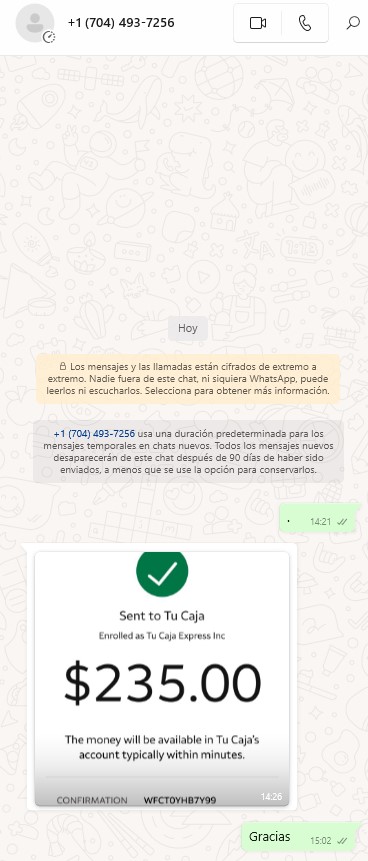 +1 (704) 493-7256
Hoy
Los mensajes y las llamadas están cifrados de extremo a
extremo. Nadie fuera de este chat, ni siquiera WhatsApp, puede
leerlos ni escucharlos. Selecciona para obtener más información.
+1 (704) 493-7256 usa una duración predeterminada para los
mensajes temporales en chats nuevos. Todos los mensajes nuevos
desaparecerán de este chat después de 90 días de haber sido
enviados, a menos que se use la opción para conservarlos.
. 14:21
Sent to Tu Caja
Enrolled as Tu Caja Express Inc
$235.00
The money will be available in Tu Caja's
account typically within minutes.
CONFIRMATION WFCT0YHB7Y99
14:26
Gracias 15:02